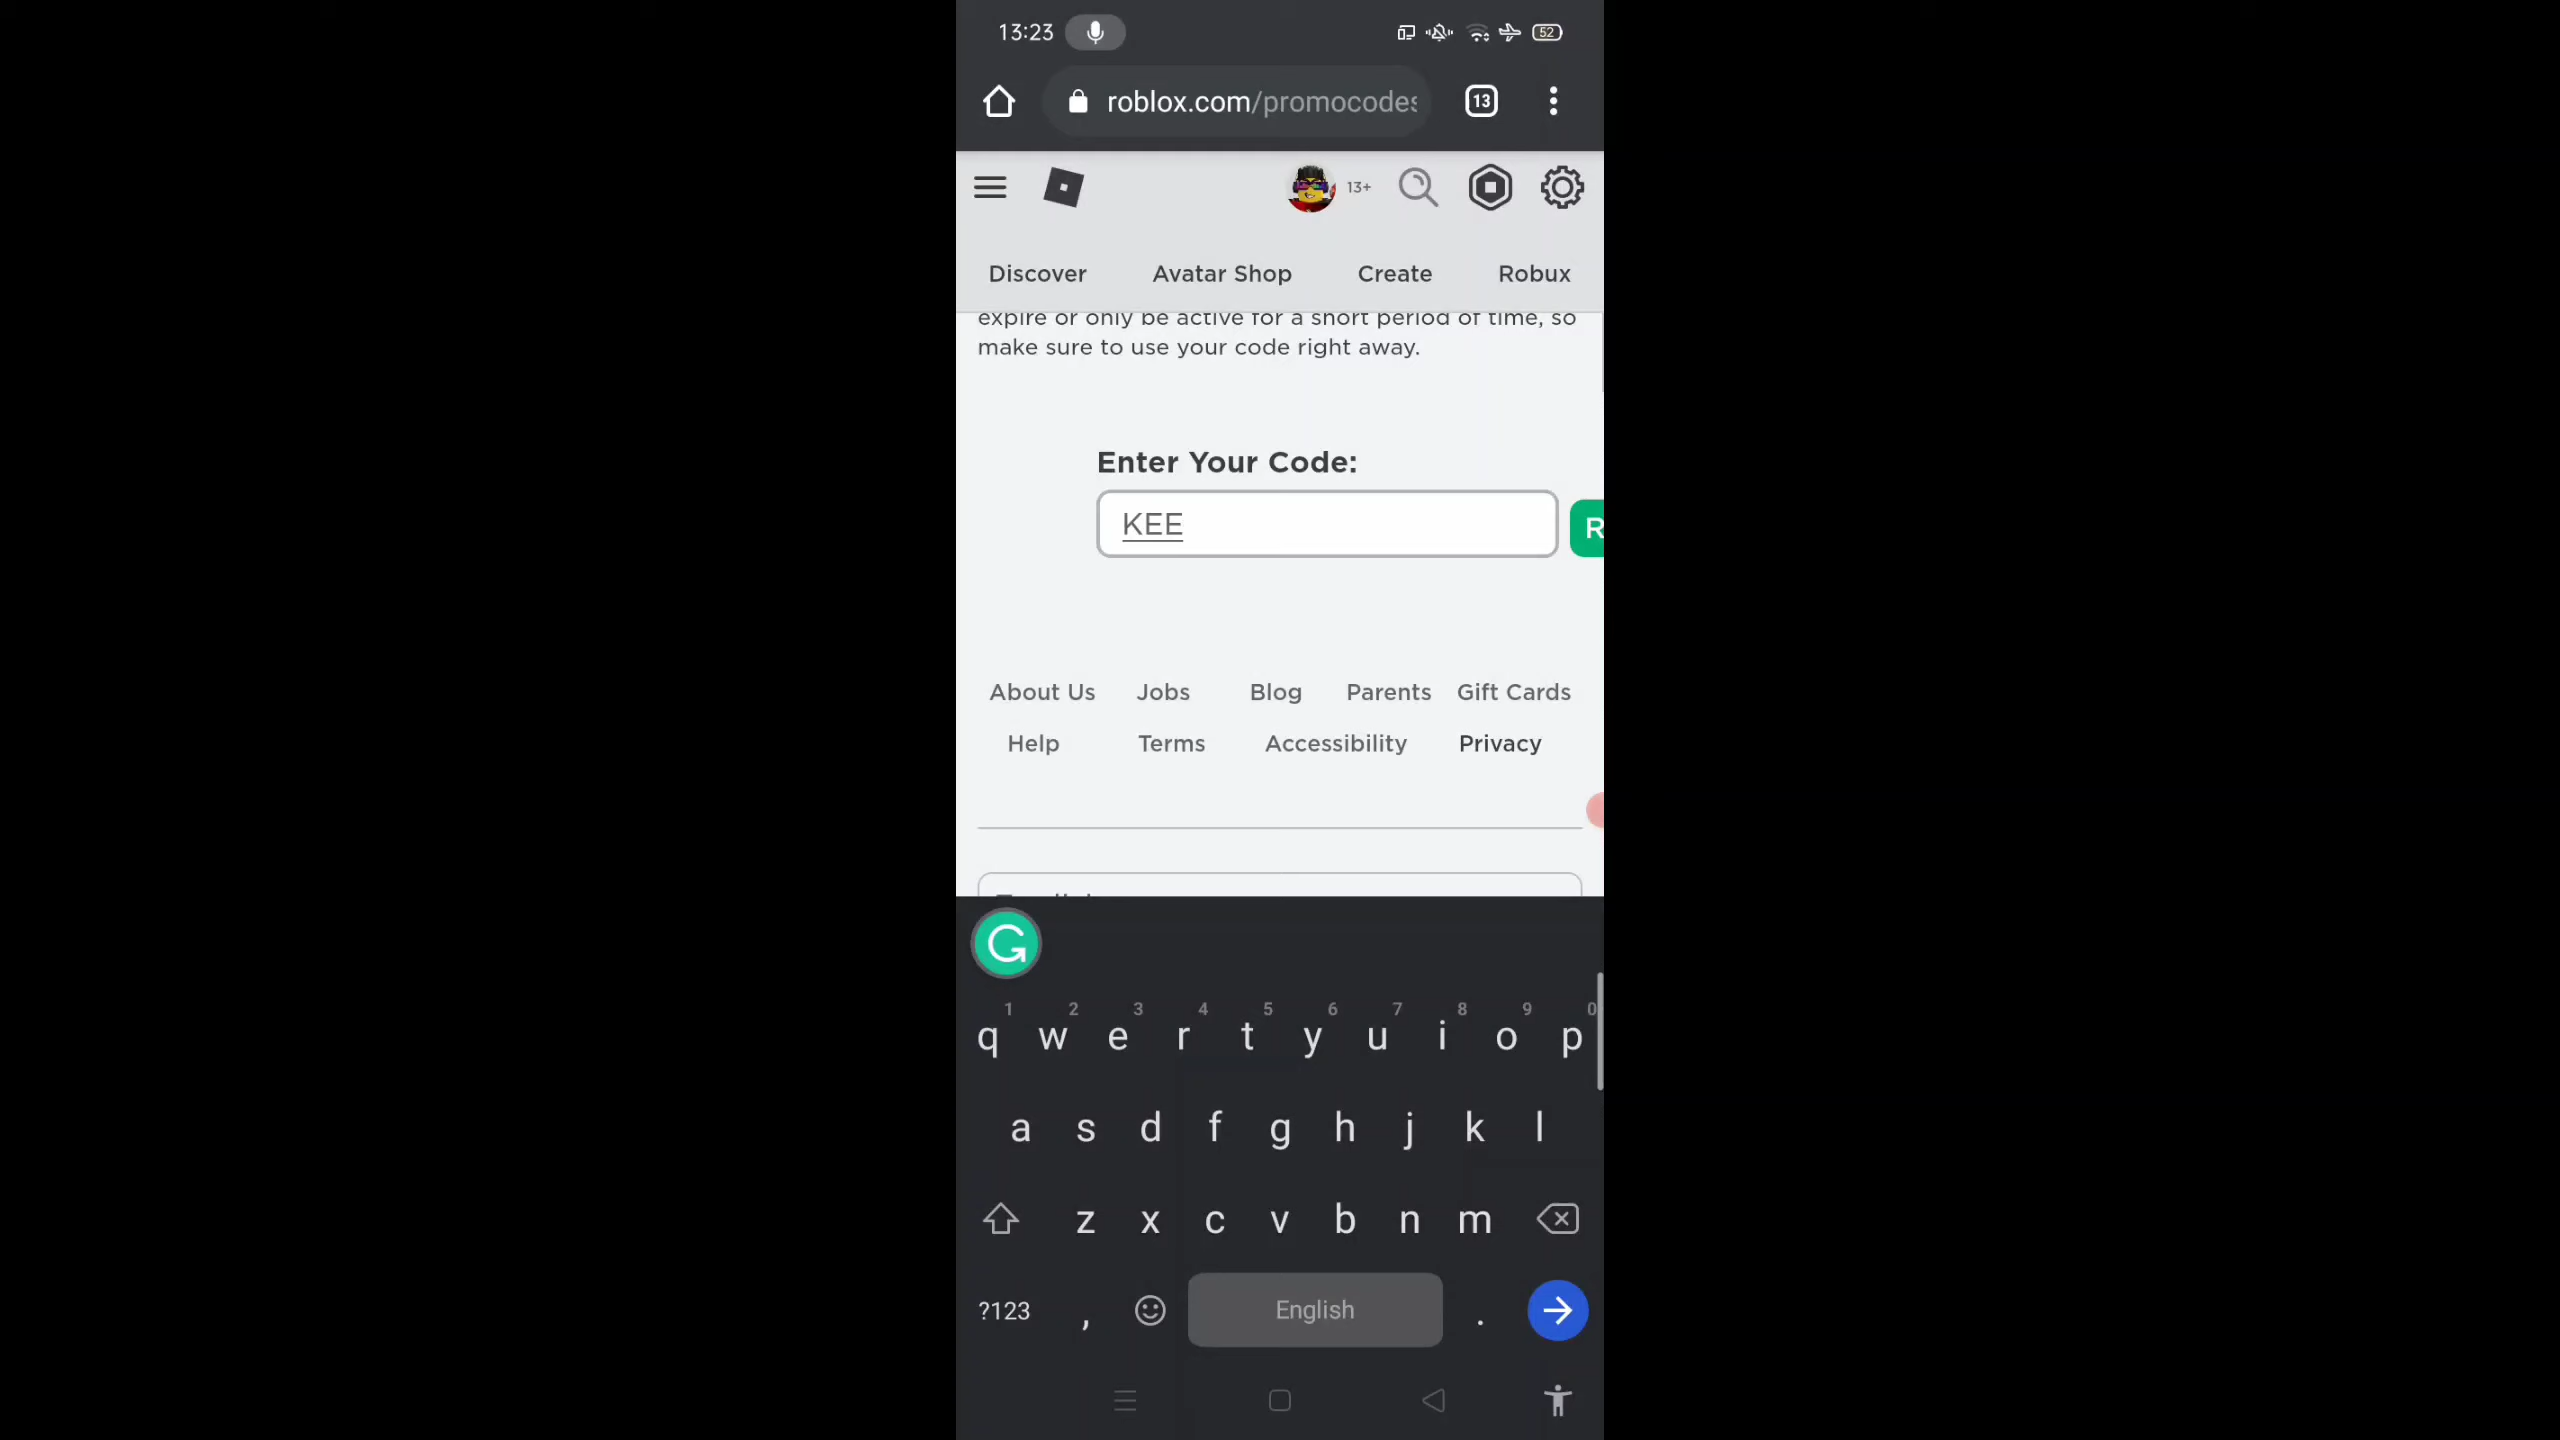 13:23
52
roblox.com/promocodes
13
13+
Discover Avatar Shop Create Robux
expire or only be active for a short period of time, so
make sure to use your code right away.
Enter Your Code:
KEE
R
About Us Jobs Blog Parents Gift Cards
Help Terms Accessibility Privacy
G
1 2 3 4 5 6 7 8 9 0
q w e r t y u i o p
a s d f g h j k l
z x c v b n m
?123 , English .